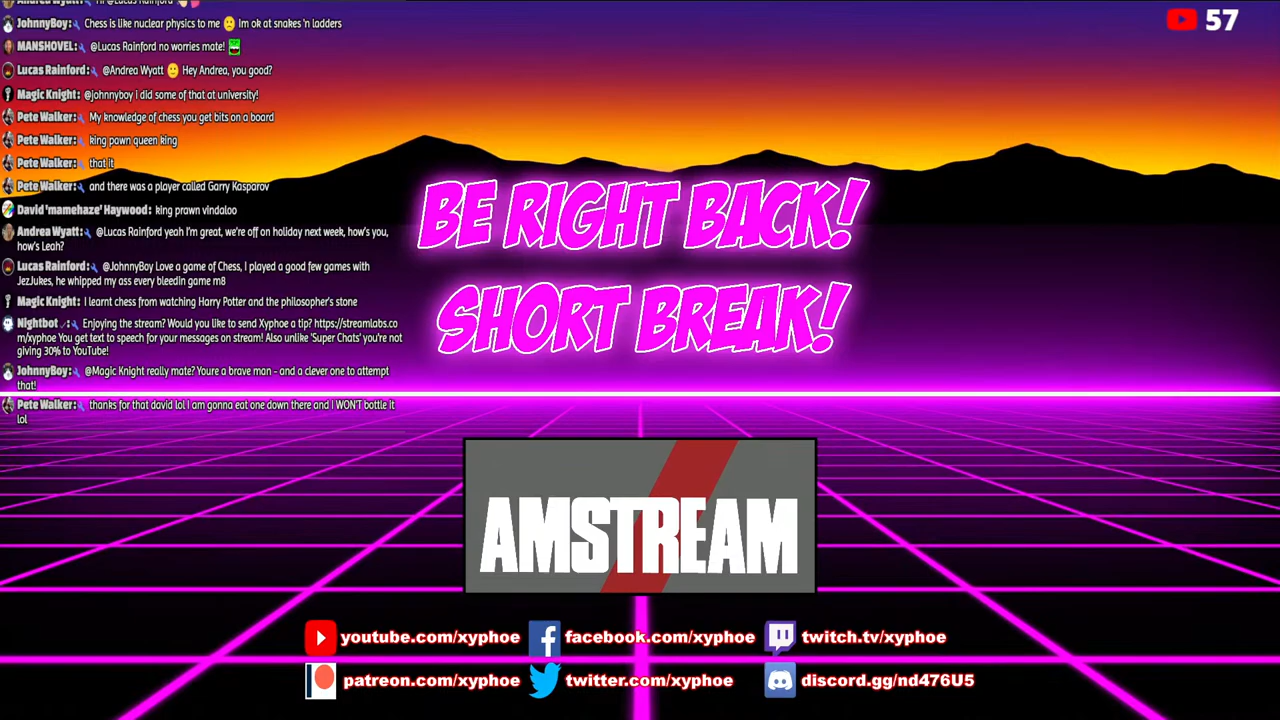 Andrea Wyatt: Hi @Lucas Rainford
JohnnyBoy: Chess is like nuclear physics to me 🙁 Im ok at snakes 'n ladders
MANSHOVEL: @Lucas Rainford no worries mate!
Lucas Rainford: @Andrea Wyatt 🙂 Hey Andrea, you good?
Magic Knight: @johnnyboy i did some of that at university!
Pete Walker: My knowledge of chess you get bits on a board
Pete Walker: king pawn queen king
Pete Walker: that it
Pete Walker: and there was a player called Garry Kasparov
David 'mamehaze' Haywood: king prawn vindaloo
Andrea Wyatt: @Lucas Rainford yeah I'm great, we're off on holiday next week, how's you,
how's Leah?
Lucas Rainford: @JohnnyBoy Love a game of Chess, I played a good few games with
JezJukes, he whipped my ass every bleedin game m8
Magic Knight: I learnt chess from watching Harry Potter and the philosopher's stone
Nightbot: Enjoying the stream? Would you like to send Xyphoe a tip? https://streamlabs.co
m/xyphoe You get text to speech for your messages on stream! Also unlike 'Super Chats' you're not
giving 30% to YouTube!
JohnnyBoy: @Magic Knight really mate? Youre a brave man - and a clever one to attempt
that!
Pete Walker: thanks for that david lol I am gonna eat one down there and I WON'T bottle it
lol
57
BE RIGHT BACK!
SHORT BREAK!
AMSTREAM
youtube.com/xyphoe
facebook.com/xyphoe
twitch.tv/xyphoe
patreon.com/xyphoe
twitter.com/xyphoe
discord.gg/nd476U5